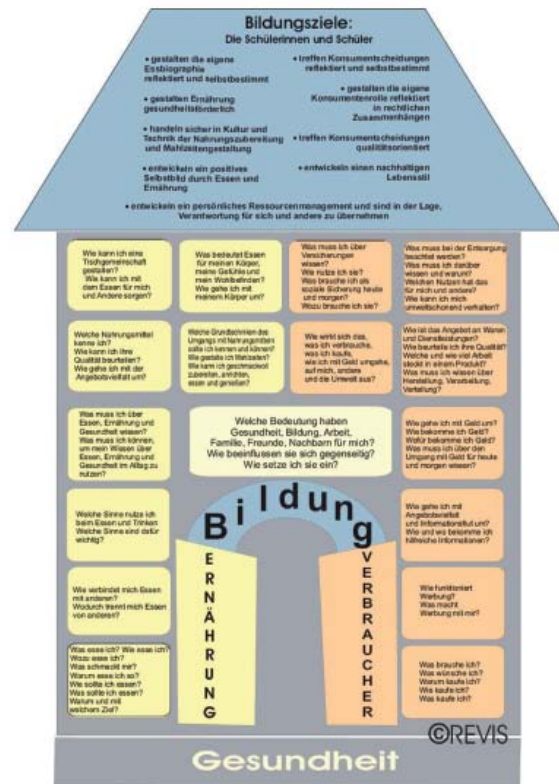 Bildungsziele:
Die Schülerinnen und Schüler
• gestalten die eigene
Essbiographie
reflektiert und selbstbestimmt
• gestalten Ernährung
gesundheitsförderlich
• handeln sicher in Kultur und
Technik der Nahrungszubereitung
und Mahlzeitengestaltung
• entwickeln ein positives
Selbstbild durch Essen und
Ernährung
• treffen Konsumentscheidungen
reflektiert und selbstbestimmt
• gestalten die eigene
Konsumentenrolle reflektiert
in rechtlichen
Zusammenhängen
• treffen Konsumentscheidungen
qualitätsorientiert
• entwickeln einen nachhaltigen
Lebensstil
• entwickeln ein persönliches Ressourcenmanagement und sind in der Lage,
Verantwortung für sich und andere zu übernehmen
Wie kann ich eine
Tischgemeinschaft
gestalten?
Wie kann ich mit
dem Essen für mich
und Andere sorgen?
Was bedeutet Essen
für meinen Körper,
meine Gefühle und
mein Wohlbefinden?
Wie gehe ich mit
meinem Körper um?
Was muss ich über
Versicherungen
wissen?
Wie nutze ich sie?
Was brauche ich als
soziale Sicherung heute
und morgen?
Wozu brauche ich sie?
Was muss bei der Entsorgung
beachtet werden?
Was muss ich darüber
wissen und warum?
Welchen Nutzen hat das
für mich und andere?
Wie kann ich mich
umweltschonend verhalten?
Welche Nahrungsmittel
kenne ich?
Wie kann ich ihre
Qualität beurteilen?
Wie gehe ich mit der
Angebotsvielfalt um?
Welche Grundtechniken des
Umgangs mit Nahrungsmitteln
sollte ich kennen und können?
Wie gestalte ich Mahlzeiten?
Wie kann ich geschmackvoll
zubereiten, anrichten,
essen und genießen?
Wie wirkt sich das,
was ich verbrauche,
was ich kaufe,
wie ich mit Geld umgehe,
auf mich, andere
und die Umwelt aus?
Wie ist das Angebot an Waren
und Dienstleistungen?
Wie beurteile ich ihre Qualität?
Welche und wie viel Arbeit
steckt in einem Produkt?
Was muss ich wissen über
Herstellung, Verarbeitung,
Verteilung?
Was muss ich über
Essen, Ernährung und
Gesundheit wissen?
Was muss ich können,
um mein Wissen über
Essen, Ernährung und
Gesundheit im Alltag zu
nutzen?
Welche Bedeutung haben
Gesundheit, Bildung, Arbeit,
Familie, Freunde, Nachbarn für mich?
Wie beeinflussen sie sich gegenseitig?
Wie setze ich sie ein?
Wie gehe ich mit Geld um?
Wie bekomme ich Geld?
Wofür bekomme ich Geld?
Was muss ich über den
Umgang mit Geld für heute
und morgen wissen?
Welche Sinne nutze ich
beim Essen und Trinken
Welche Sinne sind dafür
wichtig?
Wie gehe ich mit
Angebotsvielfalt
und Informationsflut um?
Wie und wo bekomme ich
hilfreiche Informationen?
Wie verbindet mich Essen
mit anderen?
Wodurch trennt mich Essen
von anderen?
Wie funktioniert
Werbung?
Was macht
Werbung mit mir?
Was esse ich? Wie esse ich?
Wozu esse ich?
Was schmeckt mir?
Warum esse ich so?
Wie sollte ich essen?
Was sollte ich essen?
Warum und mit
welchem Ziel?
Was brauche ich?
Was wünsche ich?
Warum kaufe ich?
Wie kaufe ich?
Was kaufe ich?
Bildung
ERNÄHRUNG
VERBRAUCHER
©REVIS
Gesundheit